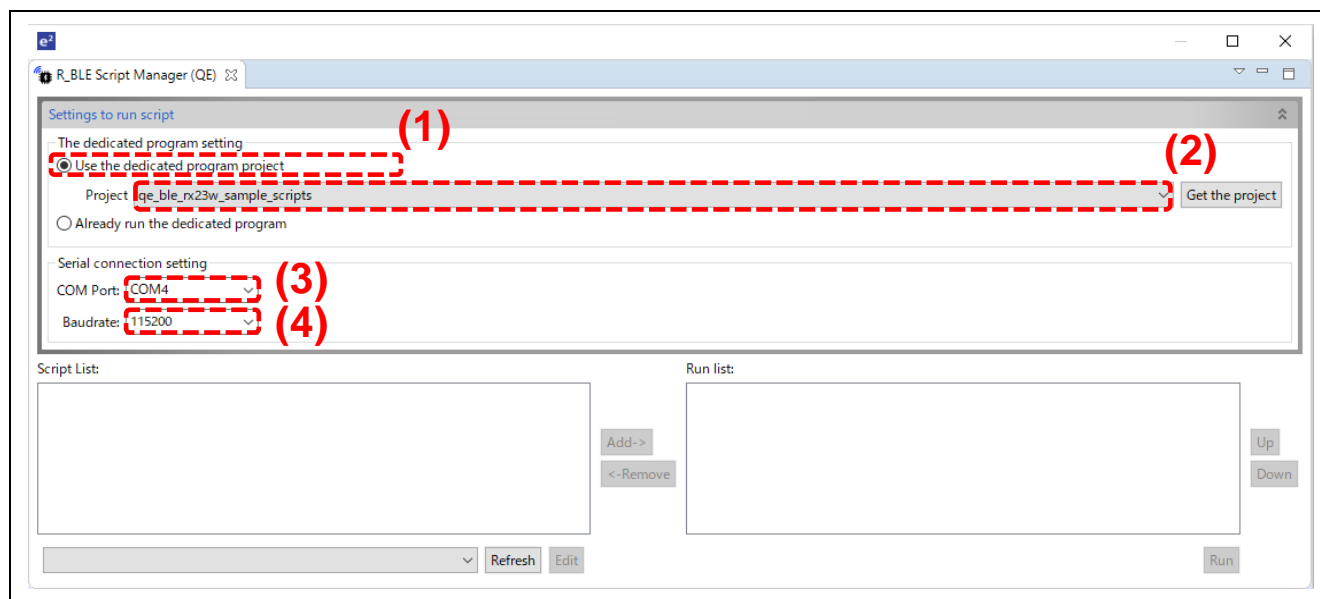 e²
R_BLE Script Manager (QE)
Settings to run script
(1)
The dedicated program setting
(2)
Use the dedicated program project
Project qe_ble_rx23w_sample_scripts Get the project
Already run the dedicated program
Serial connection setting
COM Port: COM4 (3)
Baudrate: 115200 (4)
Script List: Run list:
Add-> Up
<-Remove Down
Refresh Edit Run